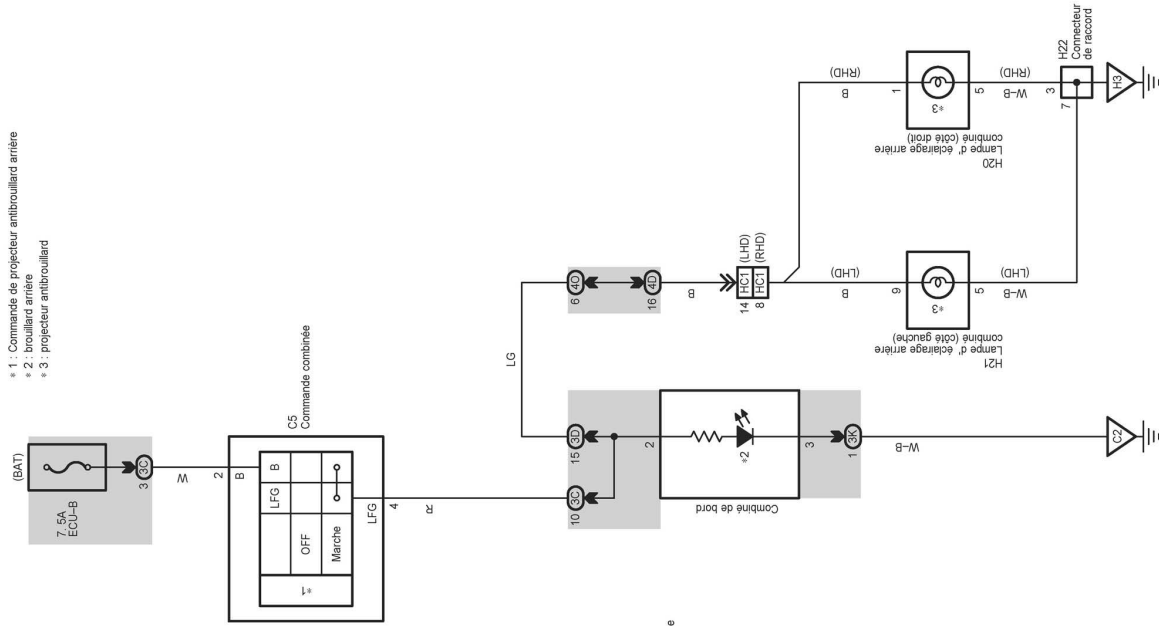 * 1 : Commande de projecteur antibrouillard arrière
* 2 : brouillard arrière
* 3 : projecteur antibrouillard
(BAT)
7. 5A
ECU–B
3
3C
W
2
B
C5
Commande combinée
LFG
B
OFF
Marche
*1
LFG
4
R
10
3C
15
3D
LG
6
4O
16
4D
B
14
HC1
(LHD)
8
HC1
(RHD)
2
*2
3
Combiné de bord
1
3K
W–B
C2
B
(LHD)
9
*3
5
W–B
(LHD)
H21
Lampe d' éclairage arrière
combiné (côté gauche)
B
(RHD)
1
*3
5
W–B
(RHD)
H20
Lampe d' éclairage arrière
combiné (côté droit)
3
7
H22
Connecteur
de raccord
H3
e